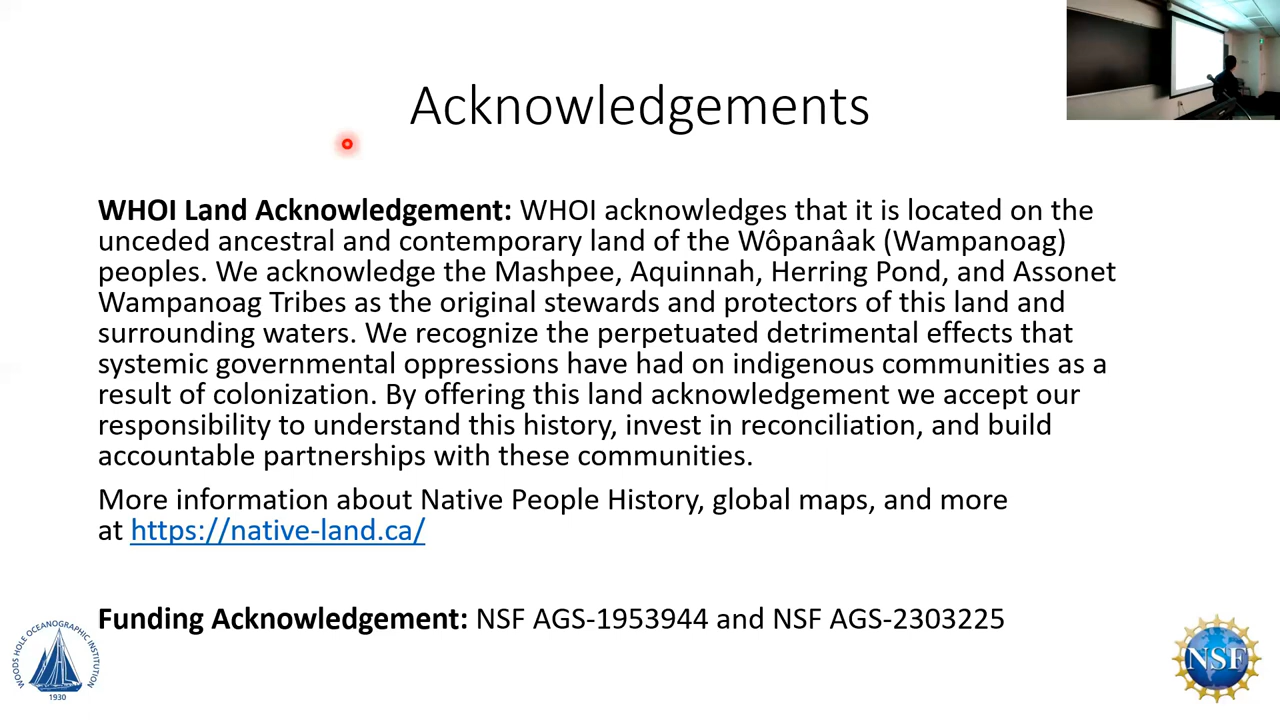 Acknowledgements
WHOI Land Acknowledgement: WHOI acknowledges that it is located on the
unceded ancestral and contemporary land of the Wôpanâak (Wampanoag)
peoples. We acknowledge the Mashpee, Aquinnah, Herring Pond, and Assonet
Wampanoag Tribes as the original stewards and protectors of this land and
surrounding waters. We recognize the perpetuated detrimental effects that
systemic governmental oppressions have had on indigenous communities as a
result of colonization. By offering this land acknowledgement we accept our
responsibility to understand this history, invest in reconciliation, and build
accountable partnerships with these communities.
More information about Native People History, global maps, and more
at https://native-land.ca/
Funding Acknowledgement: NSF AGS-1953944 and NSF AGS-2303225
WOODS HOLE OCEANOGRAPHIC INSTITUTION
1930
NSF